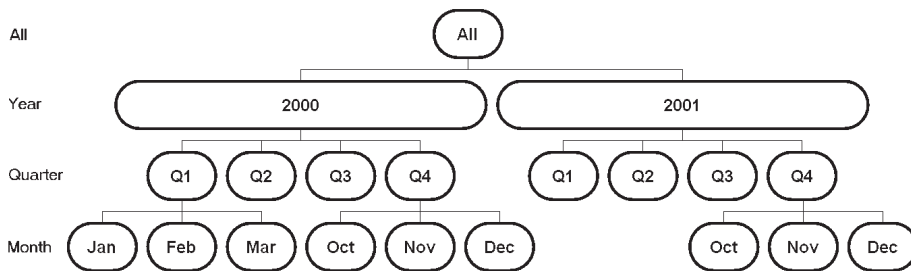 All All
Year 2000 2001
Quarter Q1 Q2 Q3 Q4 Q1 Q2 Q3 Q4
Month Jan Feb Mar Oct Nov Dec Oct Nov Dec